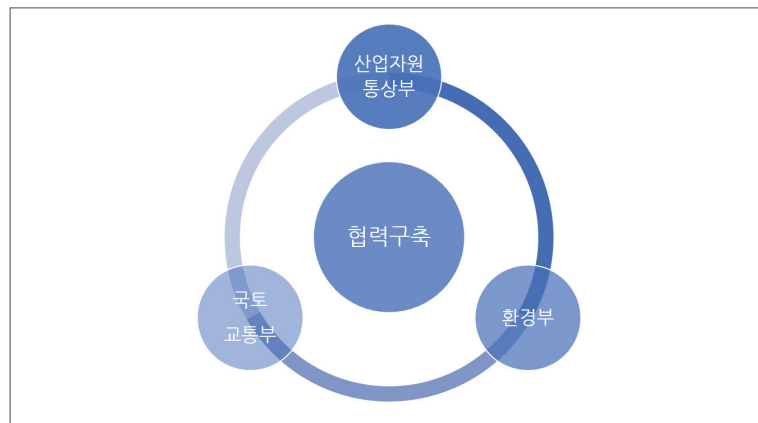 산업자원
통상부
협력구축
국토
교통부
환경부